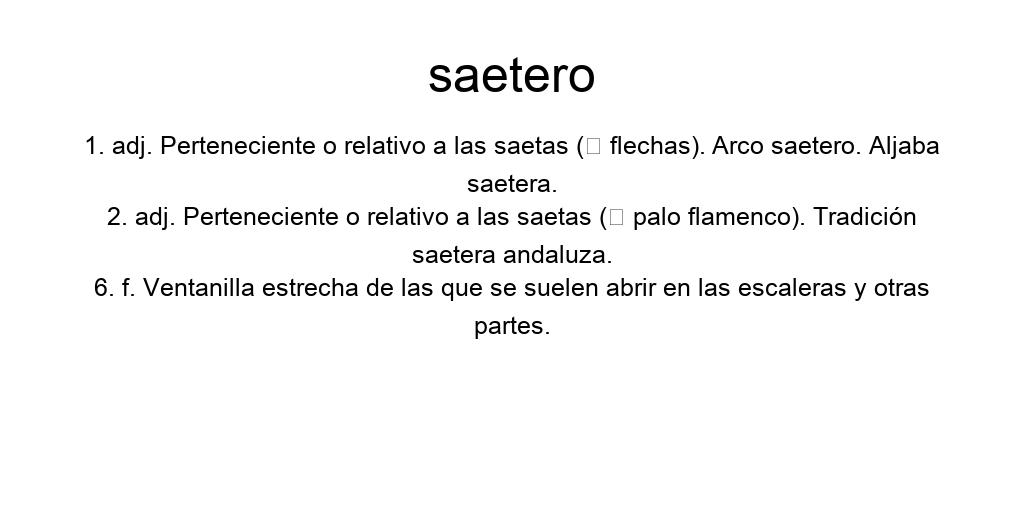 saetero
1. adj. Perteneciente o relativo a las saetas (□ flechas). Arco saetero. Aljaba
saetera.
2. adj. Perteneciente o relativo a las saetas (□ palo flamenco). Tradición
saetera andaluza.
6. f. Ventanilla estrecha de las que se suelen abrir en las escaleras y otras
partes.